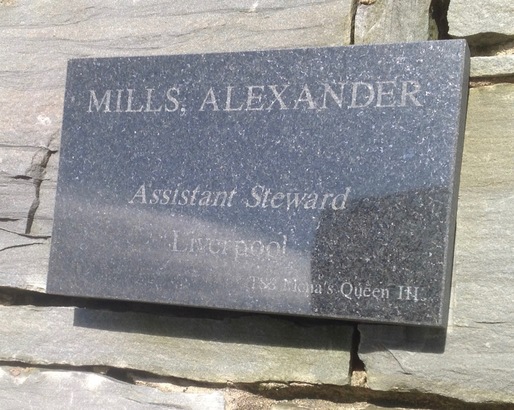 MILLS, ALEXANDER
Assistant Steward
Liverpool
TSS Mona's Queen III